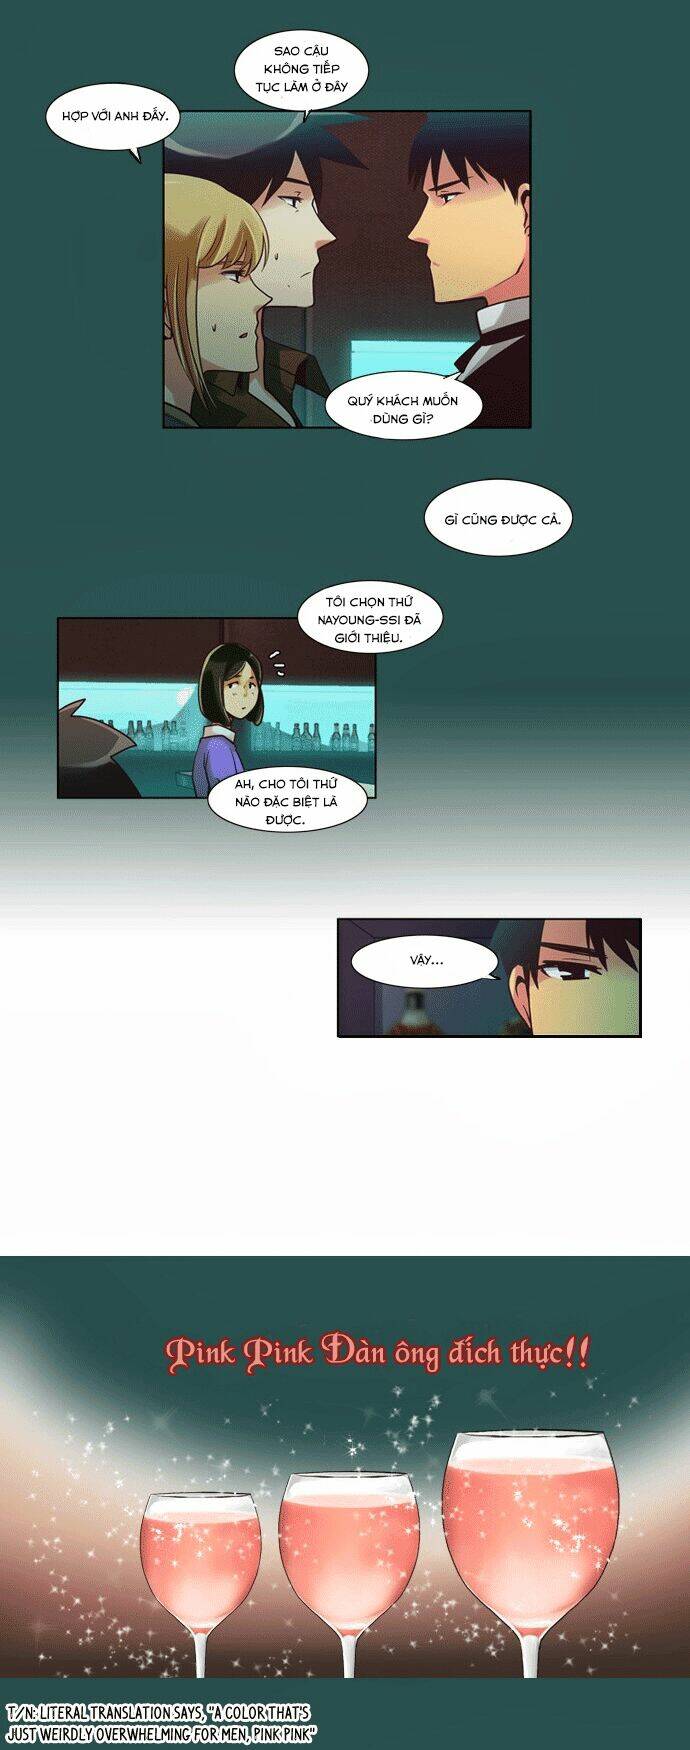 SAO CẬU
KHÔNG TIẾP
TỤC LÀM Ở ĐÂY
HỢP VỚI ANH ĐẤY.
QUÝ KHÁCH MUỐN
DÙNG GÌ?
GÌ CŨNG ĐƯỢC CẢ.
TÔI CHỌN THỨ
NAYOUNG-SSI ĐÃ
GIỚI THIỆU.
AH, CHO TÔI THỨ
NÀO ĐẶC BIỆT LÀ
ĐƯỢC.
VẬY...
Pink Pink Đàn ông đích thực!!
T/N: LITERAL TRANSLATION SAYS, "A COLOR THAT'S
JUST WEIRDLY OVERWHELMING FOR MEN, PINK PINK"